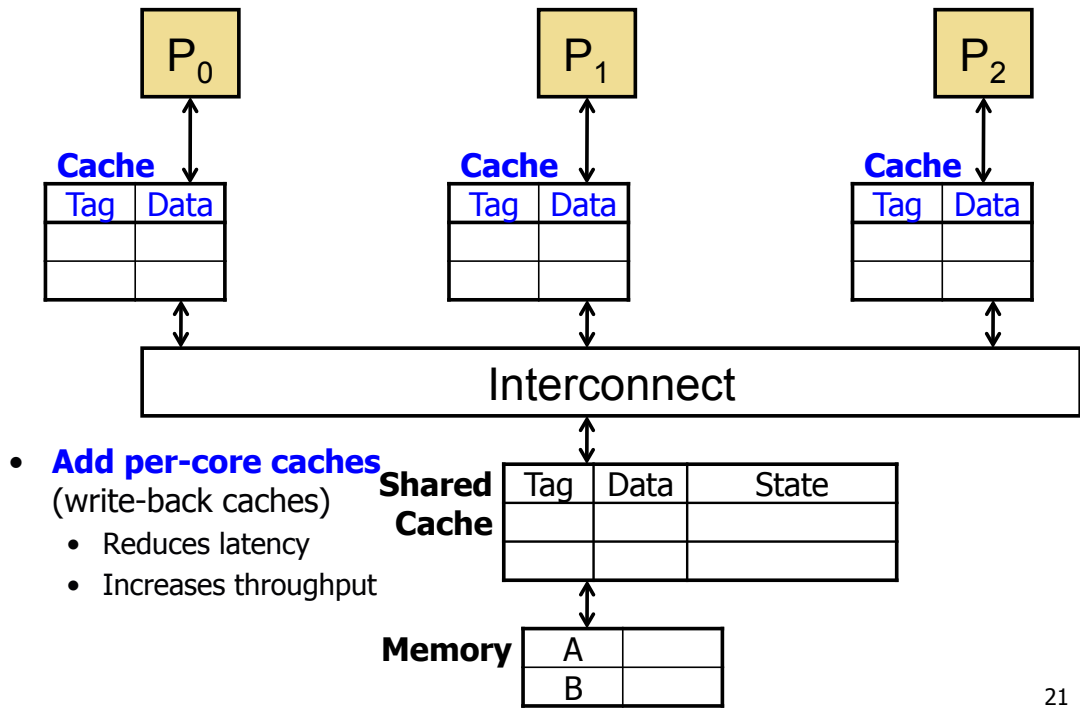 P0 P1 P2
Cache Cache Cache
Tag Data Tag Data Tag Data
Interconnect
• Add per-core caches
(write-back caches)
• Reduces latency
• Increases throughput
Shared Cache
Tag Data State
Memory
A
B
21